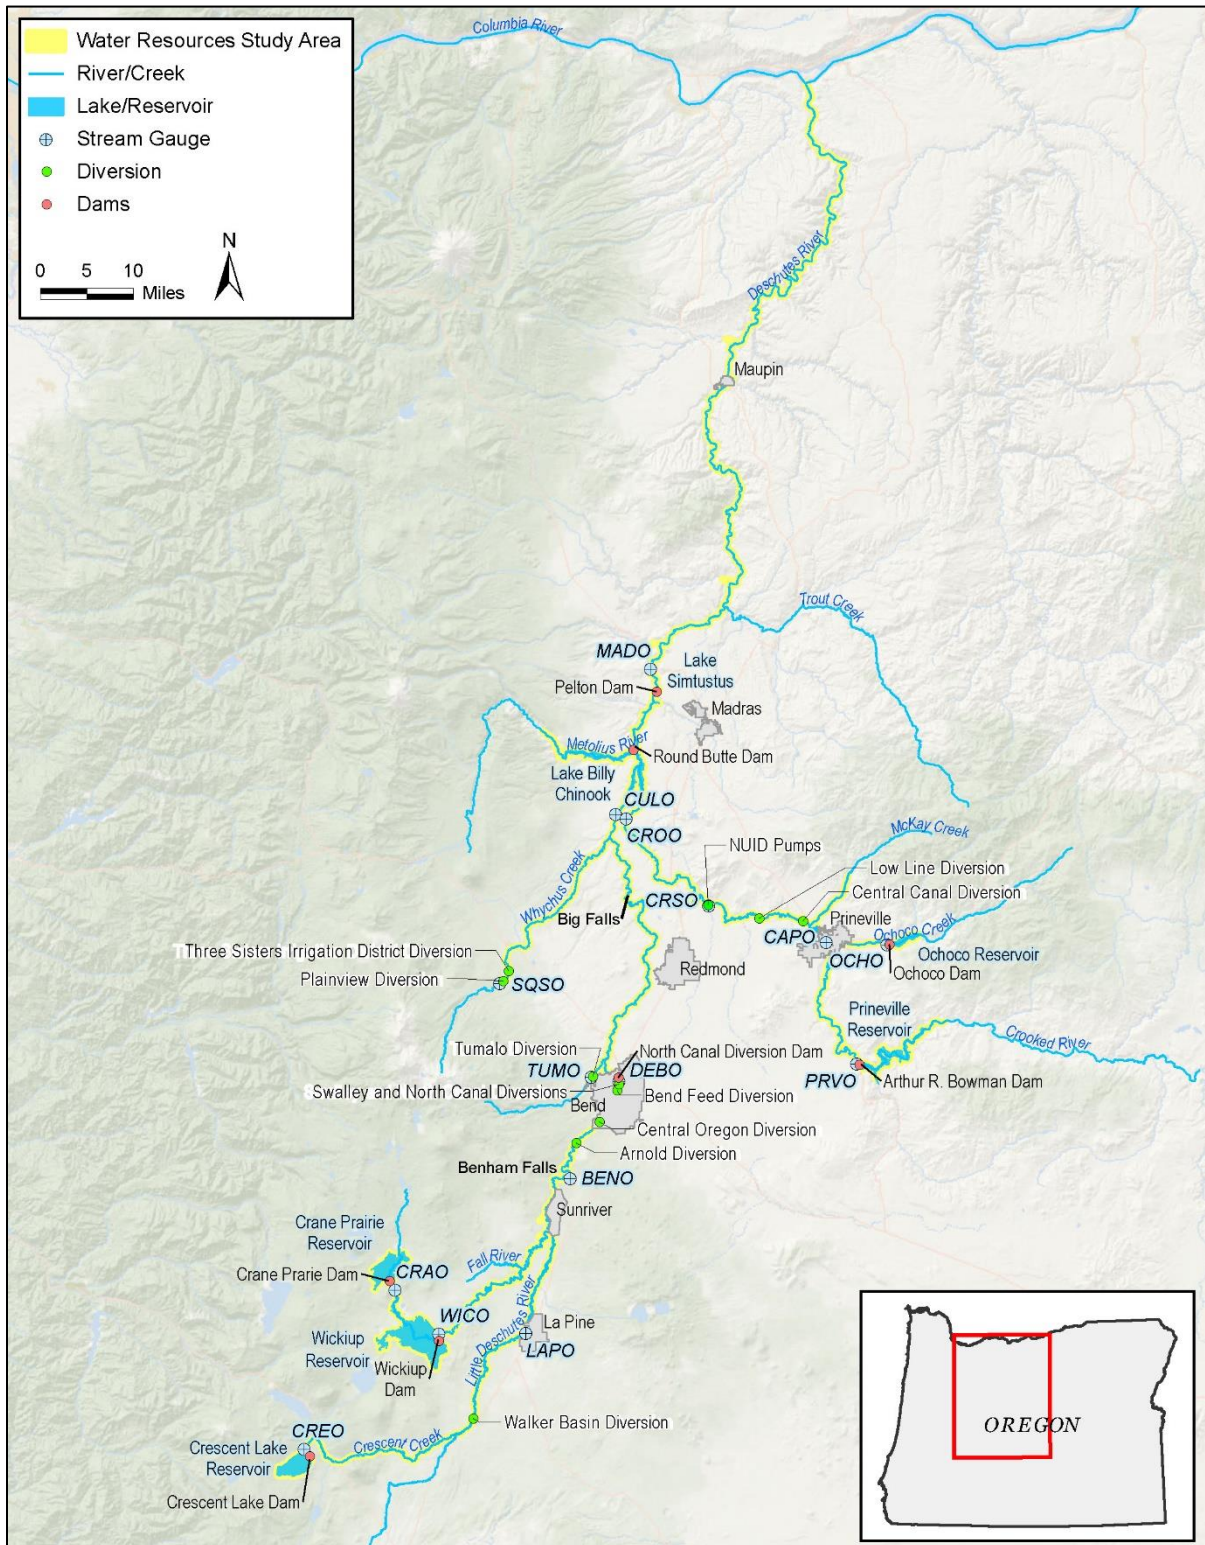 Water Resources Study Area
River/Creek
Lake/Reservoir
Stream Gauge
Diversion
Dams
N
0 5 10
Miles
Columbia River
Deschutes River
Maupin
Trout Creek
MADO
Lake
Simtustus
Pelton Dam
Madras
Metolius River
Round Butte Dam
Lake Billy
Chinook
CULO
CROO
McKay Creek
NUID Pumps
Low Line Diversion
Central Canal Diversion
Whychus Creek
CRSO
Big Falls
Prineville
CAPO
Ochoco Creek
OCHO
Ochoco Reservoir
Ochoco Dam
Three Sisters Irrigation District Diversion
Plainview Diversion
SQSO
Redmond
Prineville
Reservoir
Crooked River
Tumalo Diversion
North Canal Diversion Dam
TUMO
DEBO
PRVO
Arthur R. Bowman Dam
Swalley and North Canal Diversions
Bend Feed Diversion
Bend
Central Oregon Diversion
Arnold Diversion
Benham Falls
BENO
Sunriver
Crane Prairie
Reservoir
Fall River
CRAO
Crane Prarie Dam
WICO
La Pine
Little Deschutes River
LAPO
Wickiup
Reservoir
Wickiup
Dam
Walker Basin Diversion
CREO
Crescent Creek
Crescent Lake
Reservoir
Crescent Lake Dam
OREGON